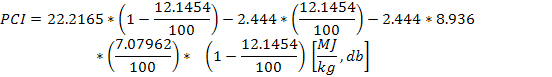 PCI = 22.2165 * (1 − 12.1454/100) − 2.444 * (12.1454/100) − 2.444 * 8.936
* (7.07962/100) * (1 − 12.1454/100) [MJ/kg, db]